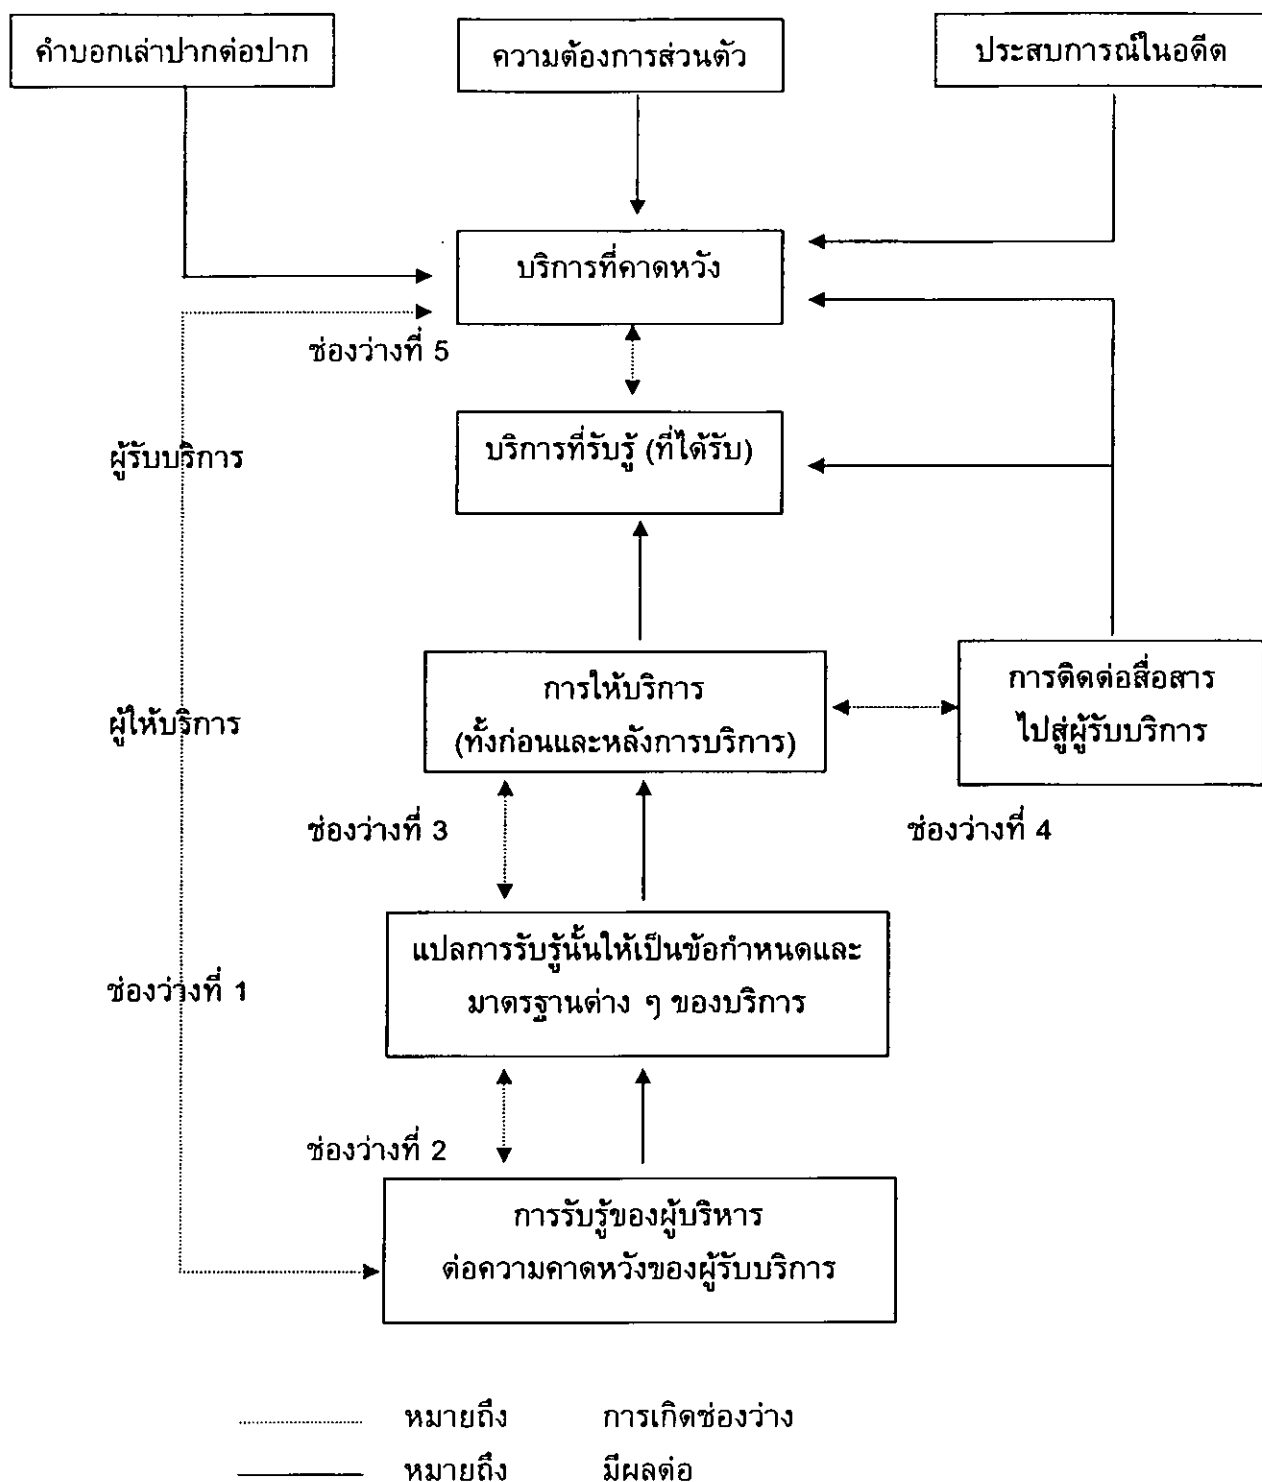 คำบอกเล่าปากต่อปาก
ความต้องการส่วนตัว
ประสบการณ์ในอดีต
บริการที่คาดหวัง
ช่องว่างที่ 5
บริการที่รับรู้ (ที่ได้รับ)
ผู้รับบริการ
ผู้ให้บริการ
การให้บริการ
(ทั้งก่อนและหลังการบริการ)
การติดต่อสื่อสาร
ไปสู่ผู้รับบริการ
ช่องว่างที่ 3
ช่องว่างที่ 4
แปลการรับรู้นั้นให้เป็นข้อกำหนดและ
มาตรฐานต่าง ๆ ของบริการ
ช่องว่างที่ 1
ช่องว่างที่ 2
การรับรู้ของผู้บริหาร
ต่อความคาดหวังของผู้รับบริการ
หมายถึง การเกิดช่องว่าง
หมายถึง มีผลต่อ